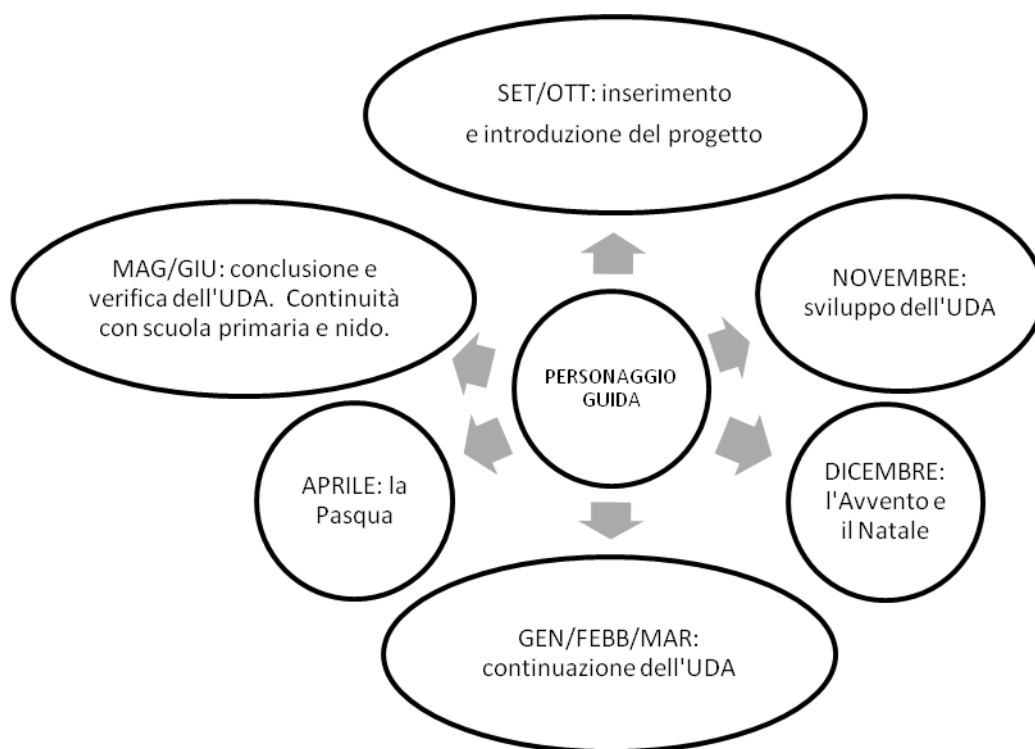 SET/OTT: inserimento
e introduzione del progetto
MAG/GIU: conclusione e
verifica dell'UDA.  Continuità
con scuola primaria e nido.
NOVEMBRE:
sviluppo dell'UDA
PERSONAGGIO
GUIDA
APRILE: la
Pasqua
DICEMBRE:
l'Avvento e
il Natale
GEN/FEBB/MAR:
continuazione dell'UDA